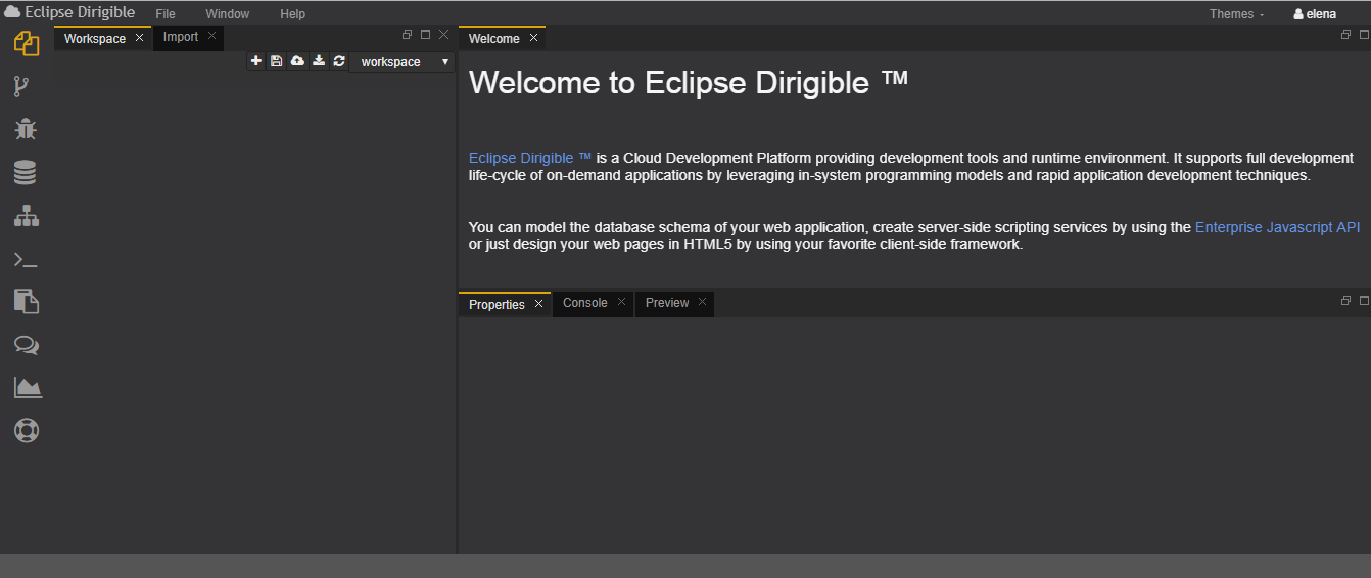 Eclipse Dirigible File Window Help Themes elena
Workspace Import
workspace
Welcome
Welcome to Eclipse Dirigible ™
Eclipse Dirigible ™ is a Cloud Development Platform providing development tools and runtime environment. It supports full development
life-cycle of on-demand applications by leveraging in-system programming models and rapid application development techniques.
You can model the database schema of your web application, create server-side scripting services by using the Enterprise Javascript API
or just design your web pages in HTML5 by using your favorite client-side framework.
Properties Console Preview